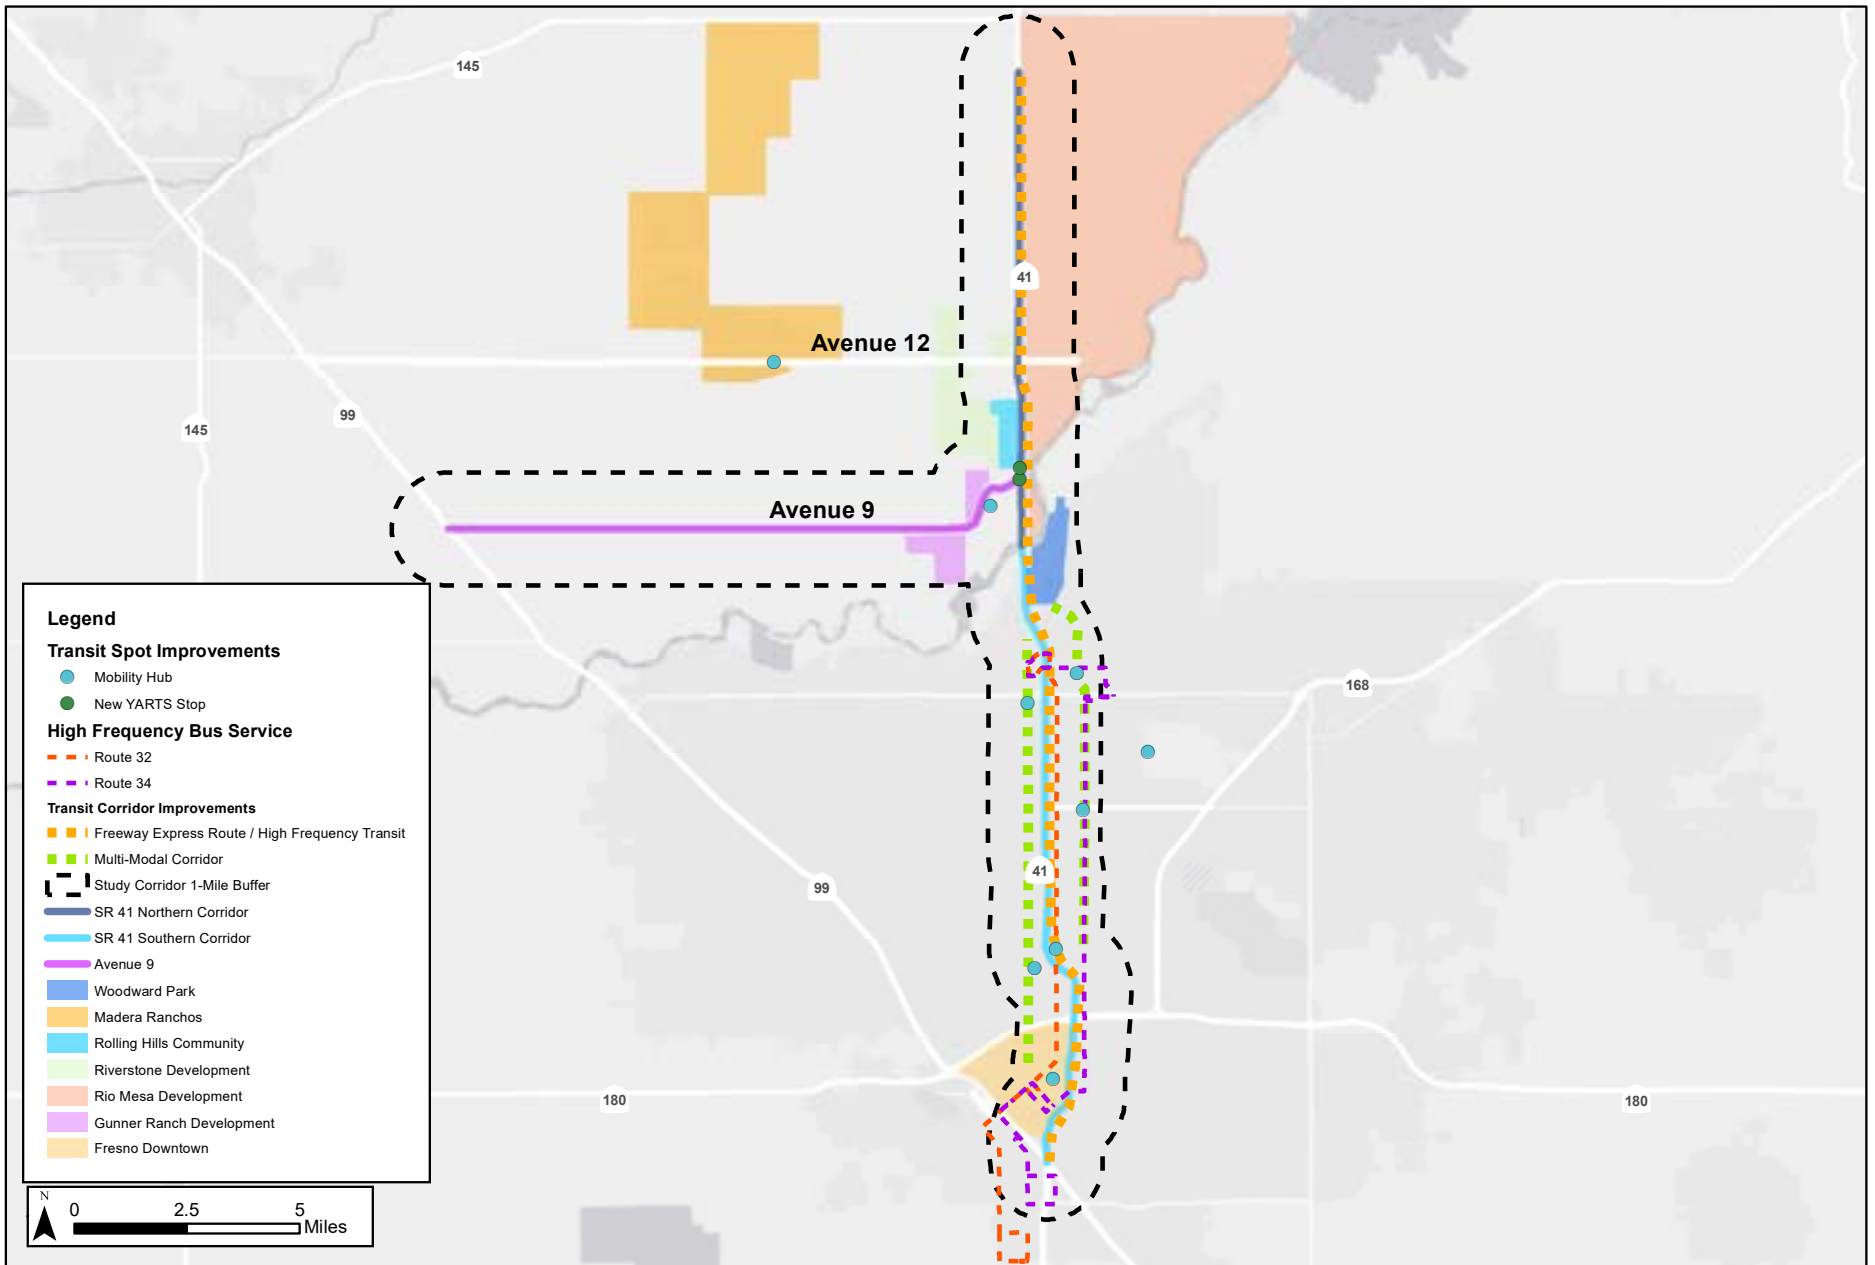 145
41
Avenue 12
99
145
Avenue 9
168
41
99
180
180
Legend
Transit Spot Improvements
Mobility Hub
New YARTS Stop
High Frequency Bus Service
Route 32
Route 34
Transit Corridor Improvements
Freeway Express Route / High Frequency Transit
Multi-Modal Corridor
Study Corridor 1-Mile Buffer
SR 41 Northern Corridor
SR 41 Southern Corridor
Avenue 9
Woodward Park
Madera Ranchos
Rolling Hills Community
Riverstone Development
Rio Mesa Development
Gunner Ranch Development
Fresno Downtown
N
0 2.5 5
Miles